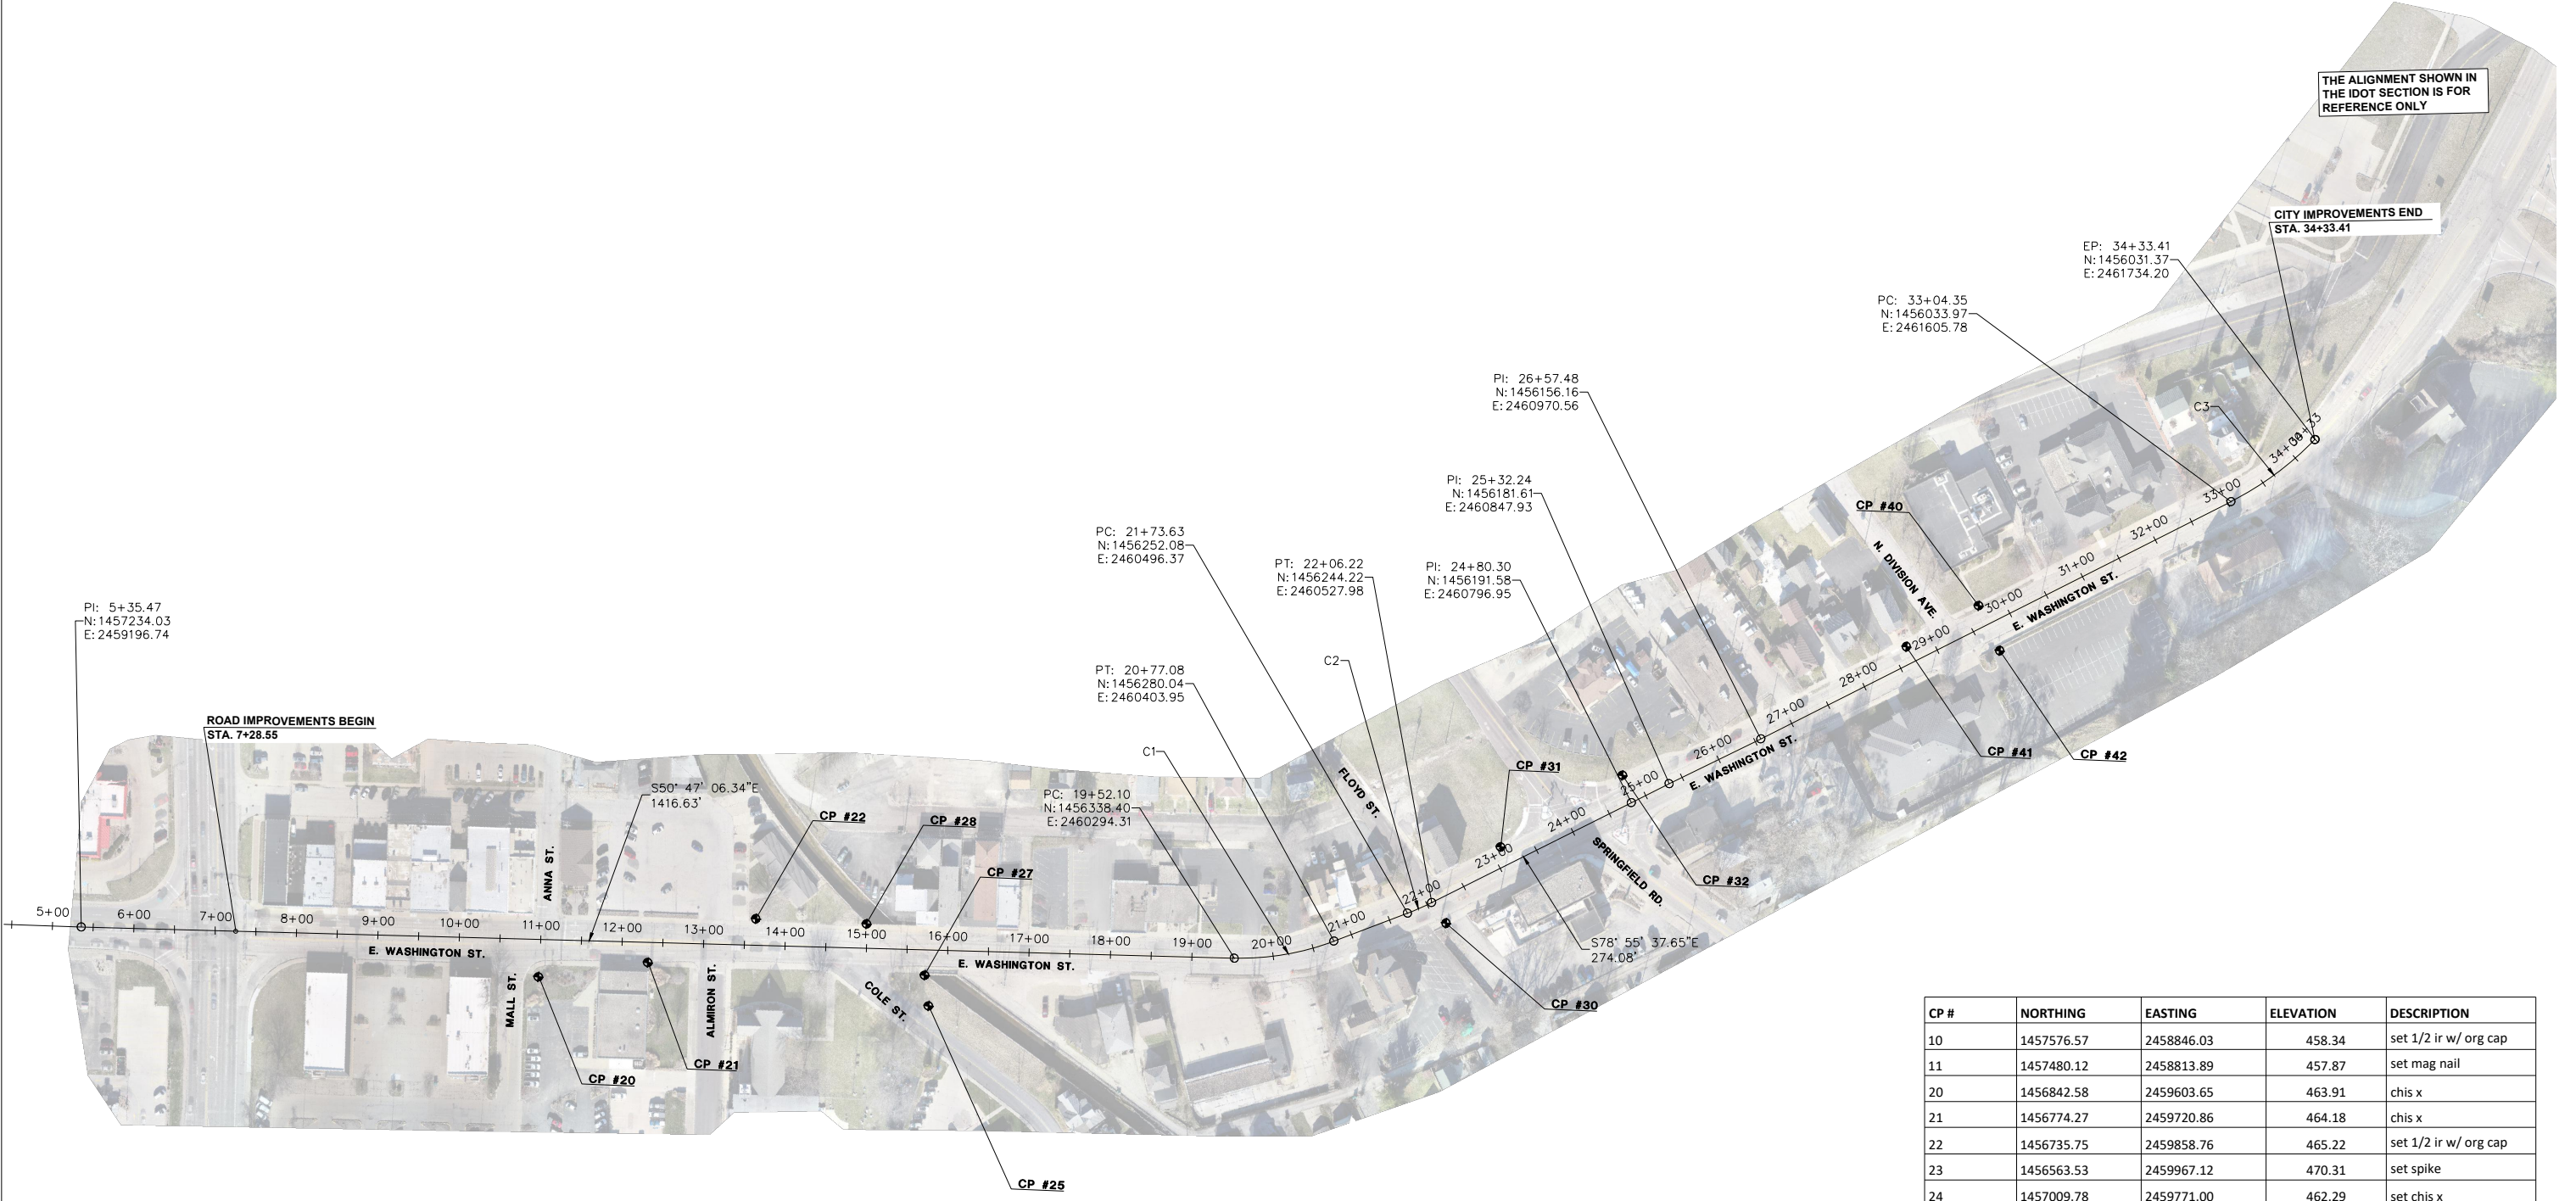 THE ALIGNMENT SHOWN IN
THE IDOT SECTION IS FOR
REFERENCE ONLY
CITY IMPROVEMENTS END
STA. 34+33.41
EP: 34+33.41
N:1456031.37
E:2461734.20
PC: 33+04.35
N:1456033.97
E:2461605.78
PI: 26+57.48
N:1456156.16
E:2460970.56
PI: 25+32.24
N:1456181.61
E:2460847.93
PC: 21+73.63
N:1456252.08
E:2460496.37
PT: 22+06.22
N:1456244.22
E:2460527.98
PI: 24+80.30
N:1456191.58
E:2460796.95
PI: 5+35.47
N:1457234.03
E:2459196.74
PT: 20+77.08
N:1456280.04
E:2460403.95
PC: 19+52.10
N:1456338.40
E:2460294.31
ROAD IMPROVEMENTS BEGIN
STA. 7+28.55
S50° 47' 06.34"E
1416.63'
S78° 55' 37.65"E
274.08'
C1
C2
C3
CP #22
CP #28
CP #27
CP #31
CP #32
CP #40
CP #41
CP #42
CP #30
CP #20
CP #21
CP #25
5+00
6+00
7+00
8+00
9+00
10+00
11+00
12+00
13+00
14+00
15+00
16+00
17+00
18+00
19+00
20+00
21+00
22+00
23+00
24+00
25+00
26+00
27+00
28+00
29+00
30+00
31+00
32+00
33+00
34+00
34+33
E. WASHINGTON ST.
E. WASHINGTON ST.
E. WASHINGTON ST.
E. WASHINGTON ST.
ANNA ST.
MALL ST.
ALMIRON ST.
COLE ST.
FLOYD ST.
SPRINGFIELD RD.
N. DIVISION AVE.
CP # NORTHING EASTING ELEVATION DESCRIPTION
10 1457576.57 2458846.03 458.34 set 1/2 ir w/ org cap
11 1457480.12 2458813.89 457.87 set mag nail
20 1456842.58 2459603.65 463.91 chis x
21 1456774.27 2459720.86 464.18 chis x
22 1456735.75 2459858.76 465.22 set 1/2 ir w/ org cap
23 1456563.53 2459967.12 470.31 set spike
24 1457009.78 2459771.00 462.29 set chis x